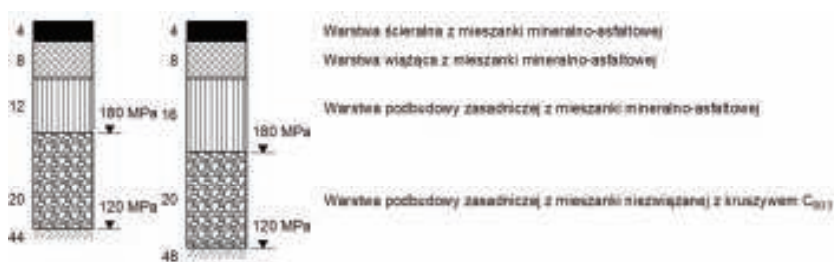 4 4 Warstwa ścieralna z mieszanki mineralno-asfaltowej
8 8 Warstwa wiążąca z mieszanki mineralno-asfaltowej
12 180 MPa 16 Warstwa podbudowy zasadniczej z mieszanki mineralno-asfaltowej
180 MPa
20 120 MPa 20 Warstwa podbudowy zasadniczej z mieszanki niezwiązanej z kruszywem C90/3
44 120 MPa
48